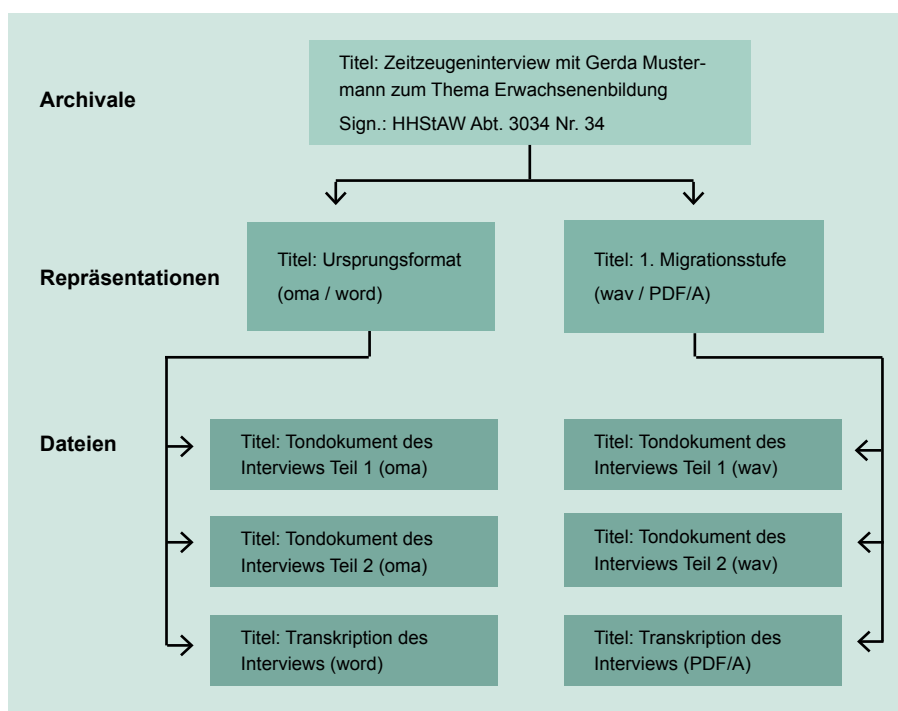 Archivale
Titel: Zeitzeugeninterview mit Gerda Muster-
mann zum Thema Erwachsenenbildung
Sign.: HHStAW Abt. 3034 Nr. 34
Repräsentationen
Titel: Ursprungsformat
(oma / word)
Titel: 1. Migrationsstufe
(wav / PDF/A)
Dateien
Titel: Tondokument des
Interviews Teil 1 (oma)
Titel: Tondokument des
Interviews Teil 1 (wav)
Titel: Tondokument des
Interviews Teil 2 (oma)
Titel: Tondokument des
Interviews Teil 2 (wav)
Titel: Transkription des
Interviews (word)
Titel: Transkription des
Interviews (PDF/A)